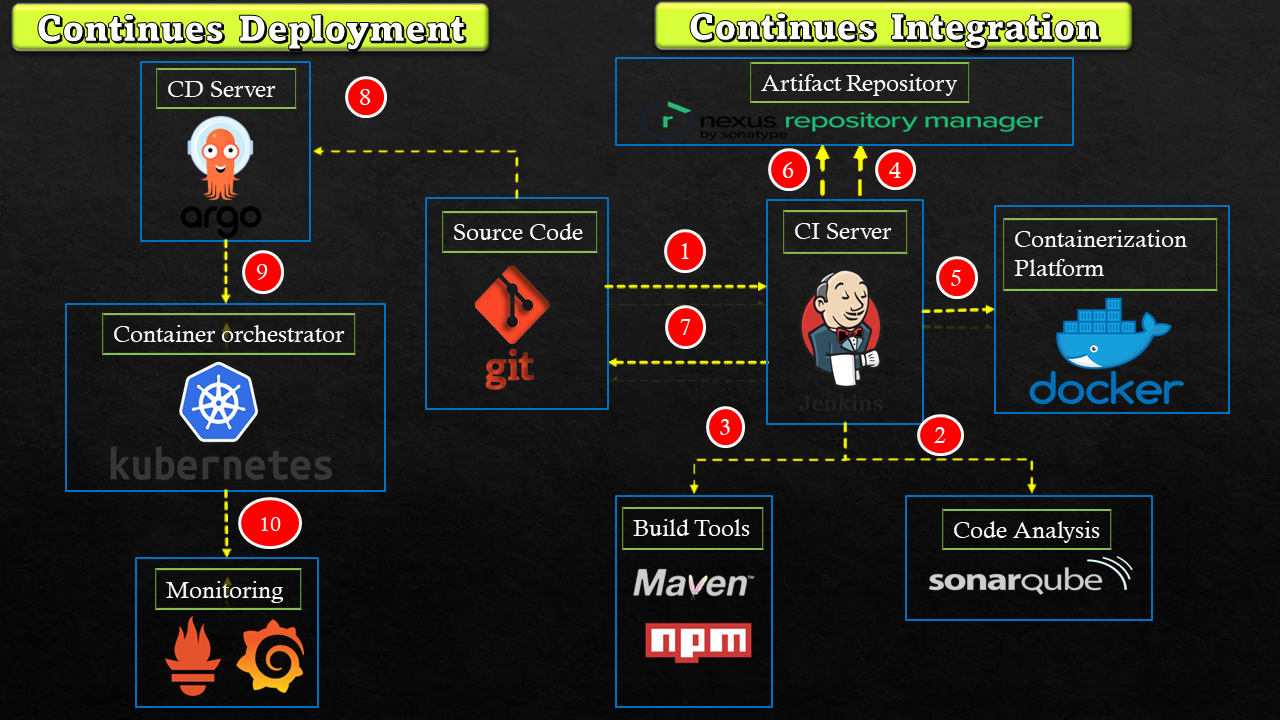 Continues Deployment
Continues Integration
CD Server
argo
8
Artifact Repository
nexus repository manager
by sonatype
6
4
Source Code
git
1
7
CI Server
Jenkins
5
Containerization
Platform
docker
9
Container orchestrator
kubernetes
3
2
10
Monitoring
Build Tools
Maven™
npm
Code Analysis
sonarqube